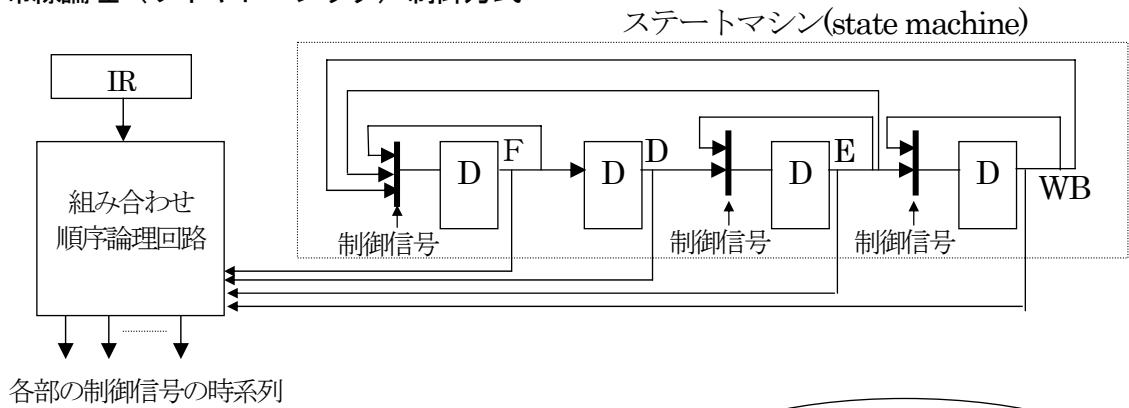 ステートマシン(state machine)
IR
組み合わせ
順序論理回路
D
F
D
D
D
E
D
WB
制御信号
制御信号
制御信号
各部の制御信号の時系列